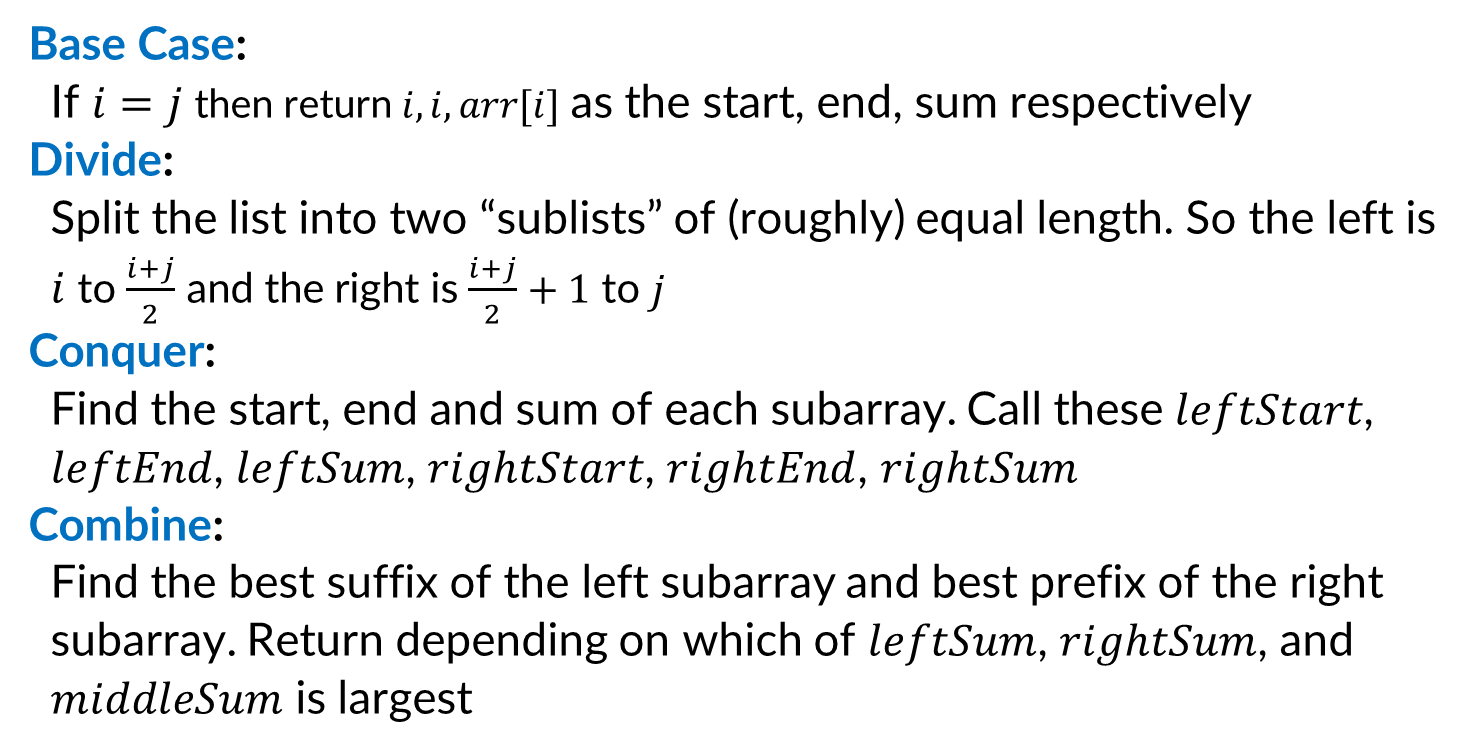 Base Case:
If i = j then return i, i, arr[i] as the start, end, sum respectively
Divide:
Split the list into two “sublists” of (roughly) equal length. So the left is
i to \frac{i+j}{2} and the right is \frac{i+j}{2} + 1 to j
Conquer:
Find the start, end and sum of each subarray. Call these leftStart,
leftEnd, leftSum, rightStart, rightEnd, rightSum
Combine:
Find the best suffix of the left subarray and best prefix of the right
subarray. Return depending on which of leftSum, rightSum, and
middleSum is largest